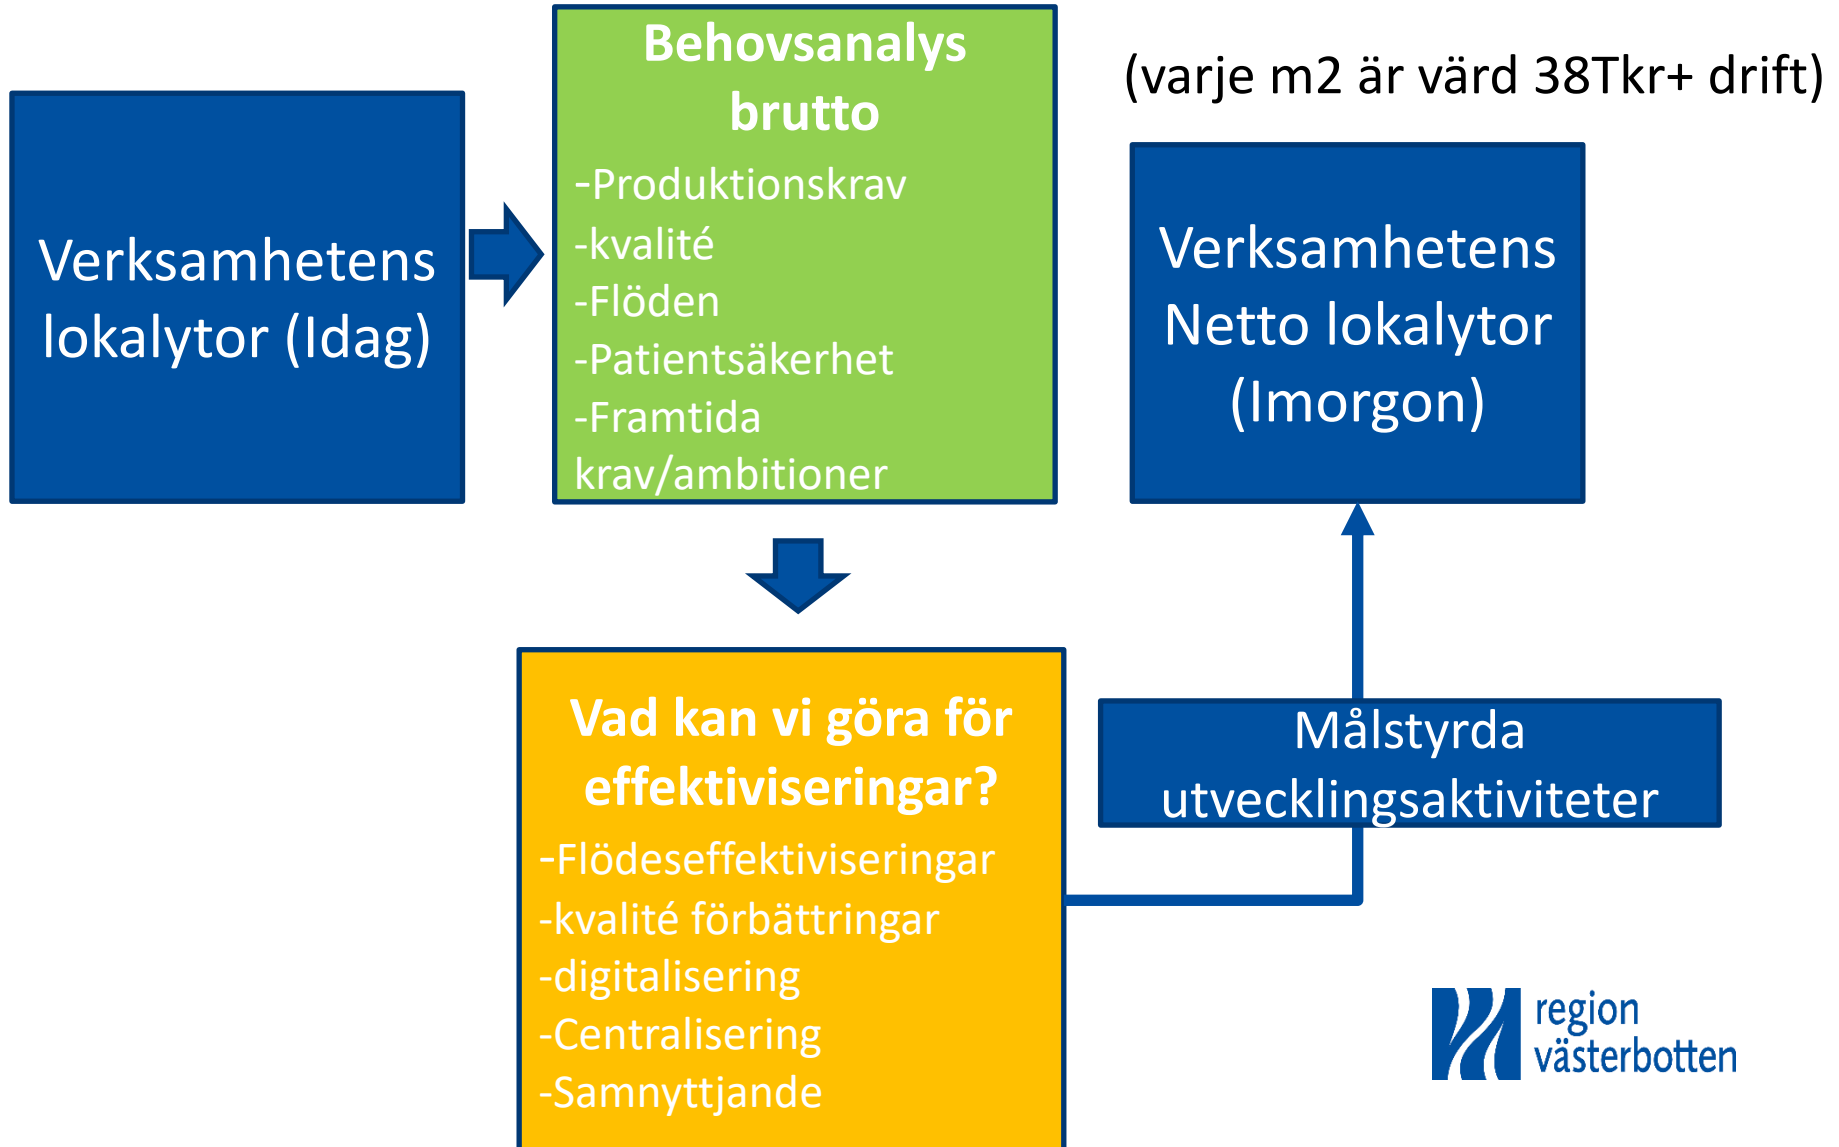 Verksamhetens
lokalytor (Idag)
Behovsanalys
brutto
-Produktionskrav
-kvalité
-Flöden
-Patientsäkerhet
-Framtida
krav/ambitioner
(varje m2 är värd 38Tkr+ drift)
Verksamhetens
Netto lokalytor
(Imorgon)
Vad kan vi göra för
effektiviseringar?
-Flödeseffektiviseringar
-kvalité förbättringar
-digitalisering
-Centralisering
-Samnyttjande
Målstyrda
utvecklingsaktiviteter
region
västerbotten